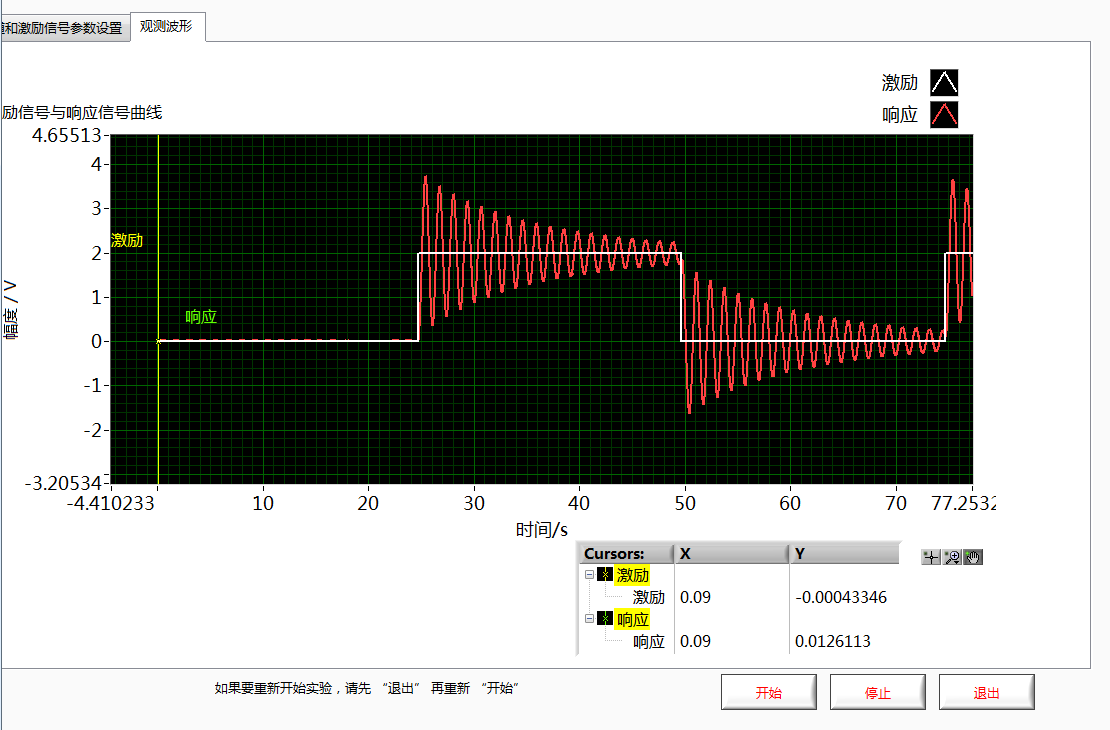 和激励信号参数设置
观测波形
激励
响应
励信号与响应信号曲线
4.65513
4
3
激励
2
1
响应
幅度 / V
0
-1
-2
-3.20534
-4.410233 10 20 30 40 50 60 70 77.2532
时间/s
Cursors: X Y
激励
激励 0.09 -0.00043346
响应
响应 0.09 0.0126113
如果要重新开始实验，请先 “退出” 再重新 “开始”
开始 停止 退出